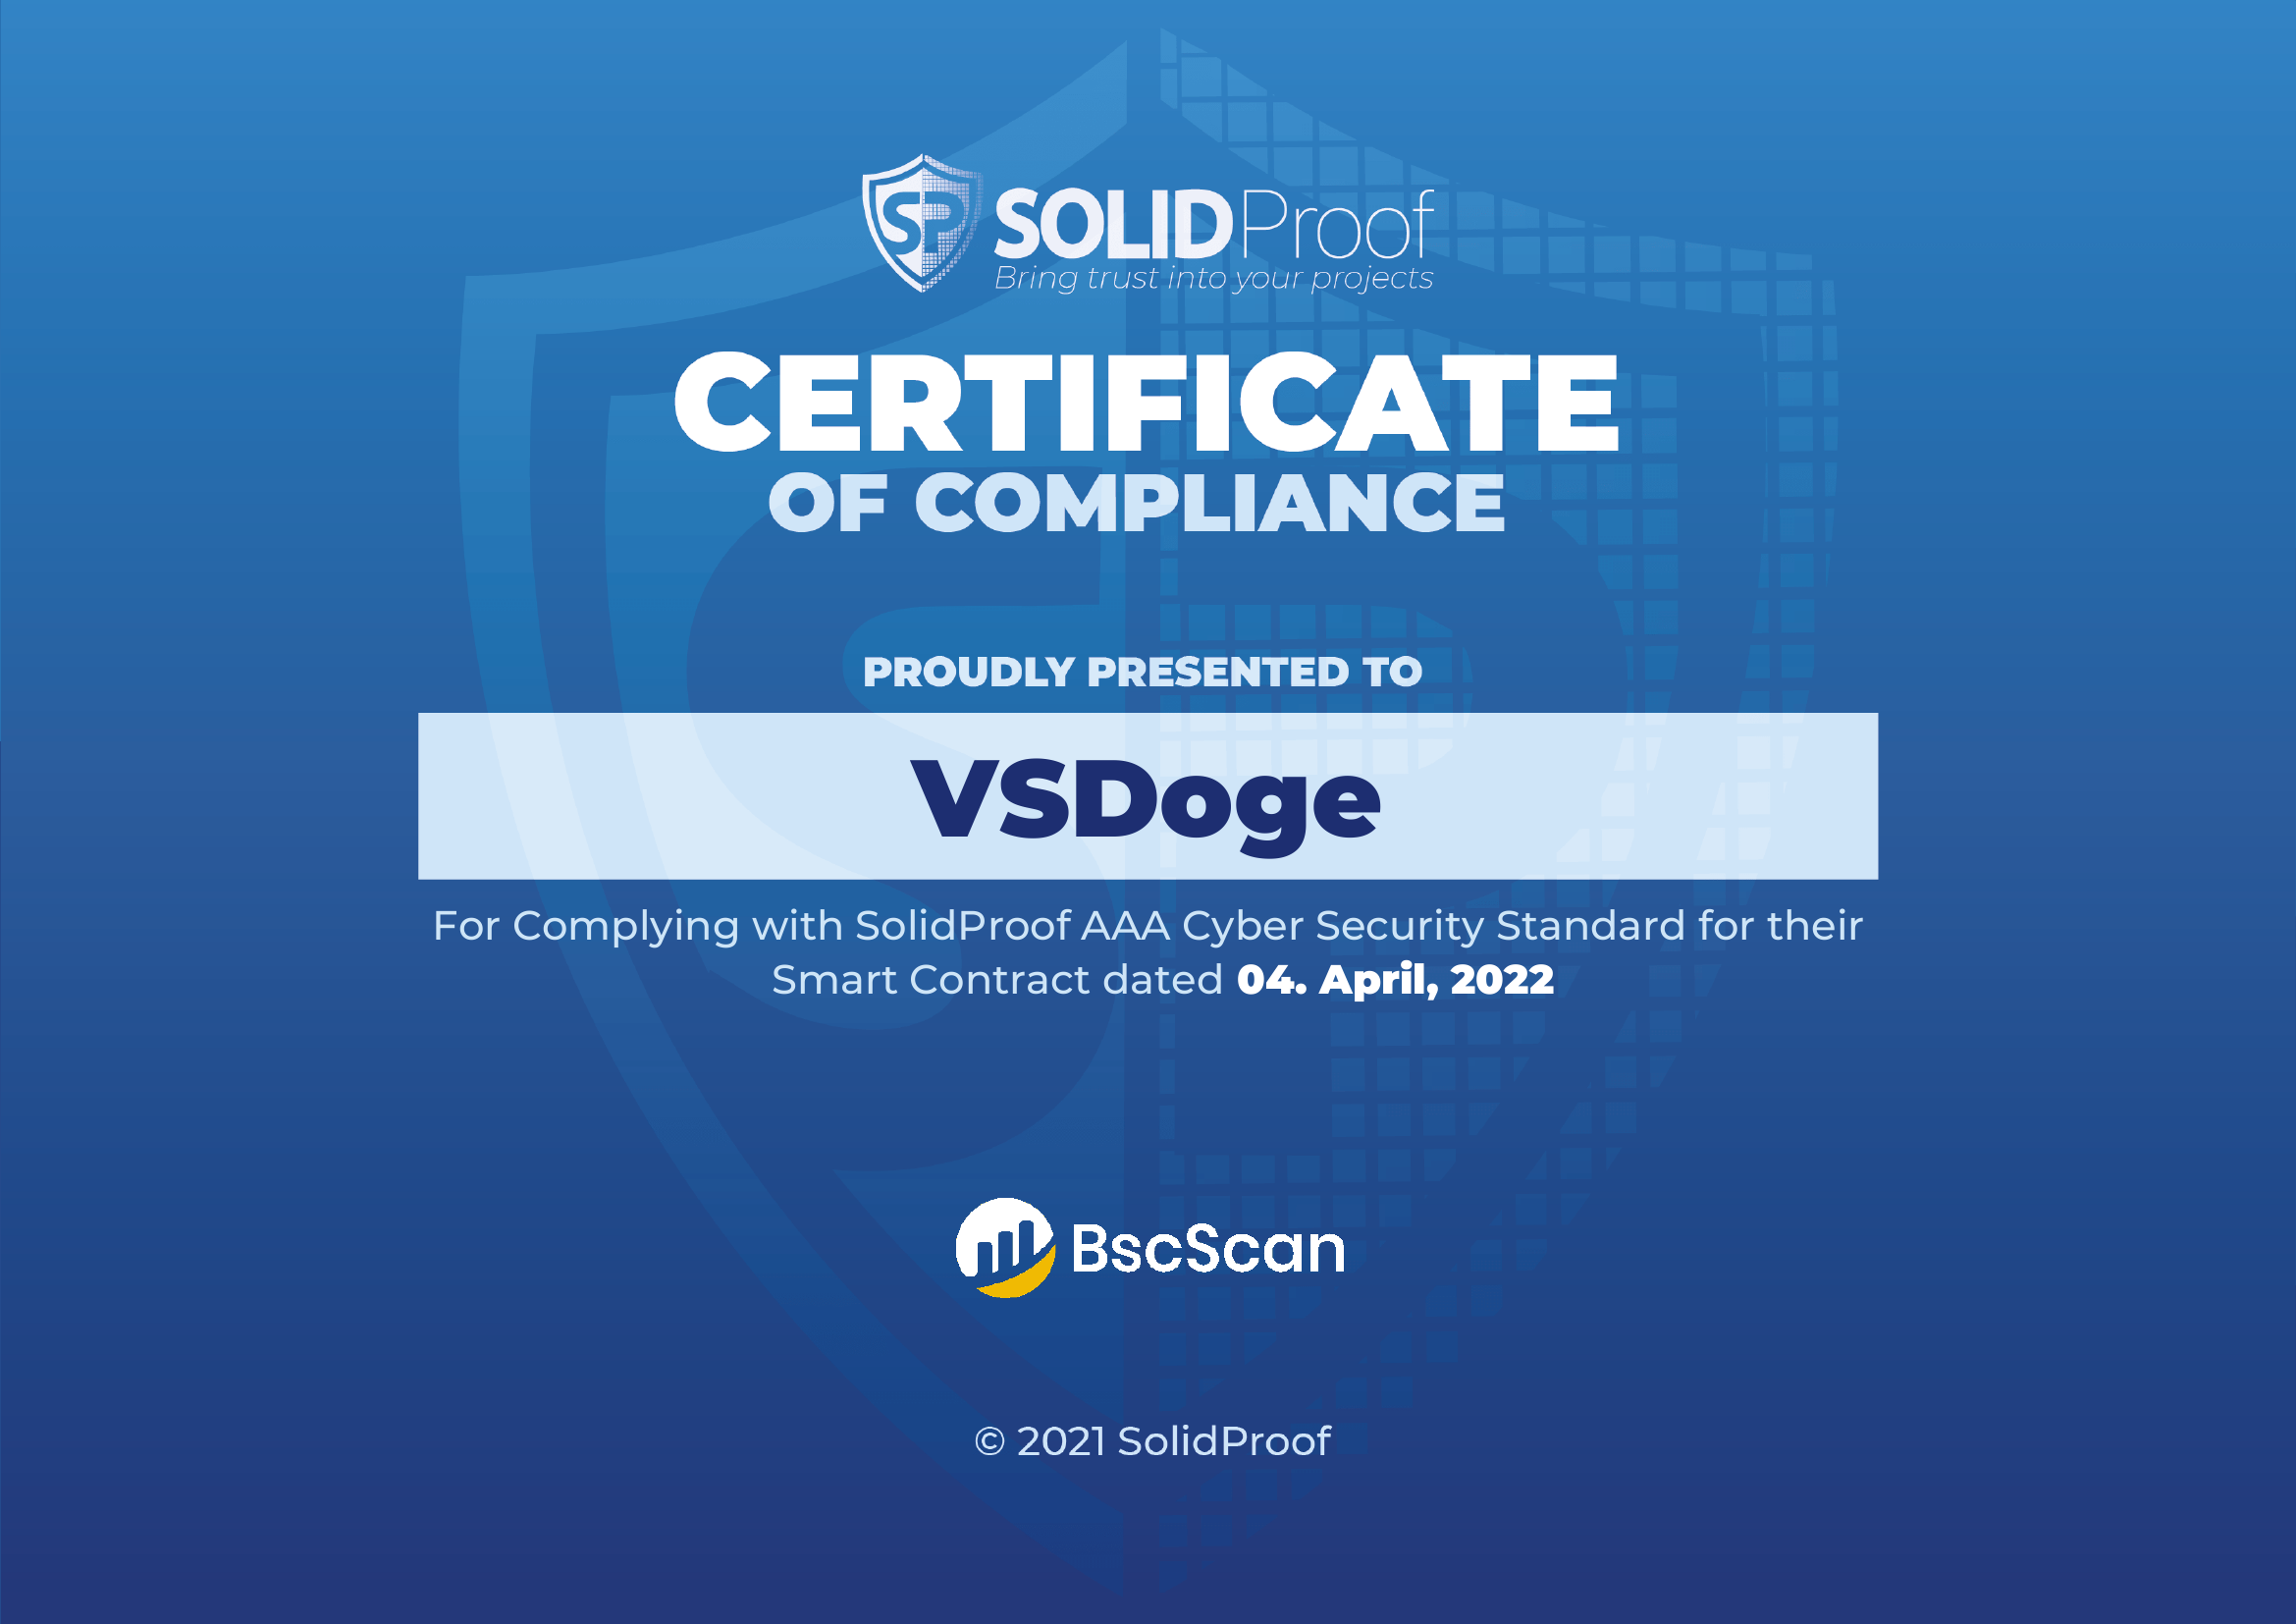 SP SOLIDProof
Bring trust into your projects
CERTIFICATE
OF COMPLIANCE
PROUDLY PRESENTED TO
VSDoge
For Complying with SolidProof AAA Cyber Security Standard for their
Smart Contract dated 04. April, 2022
BscScan
© 2021 SolidProof